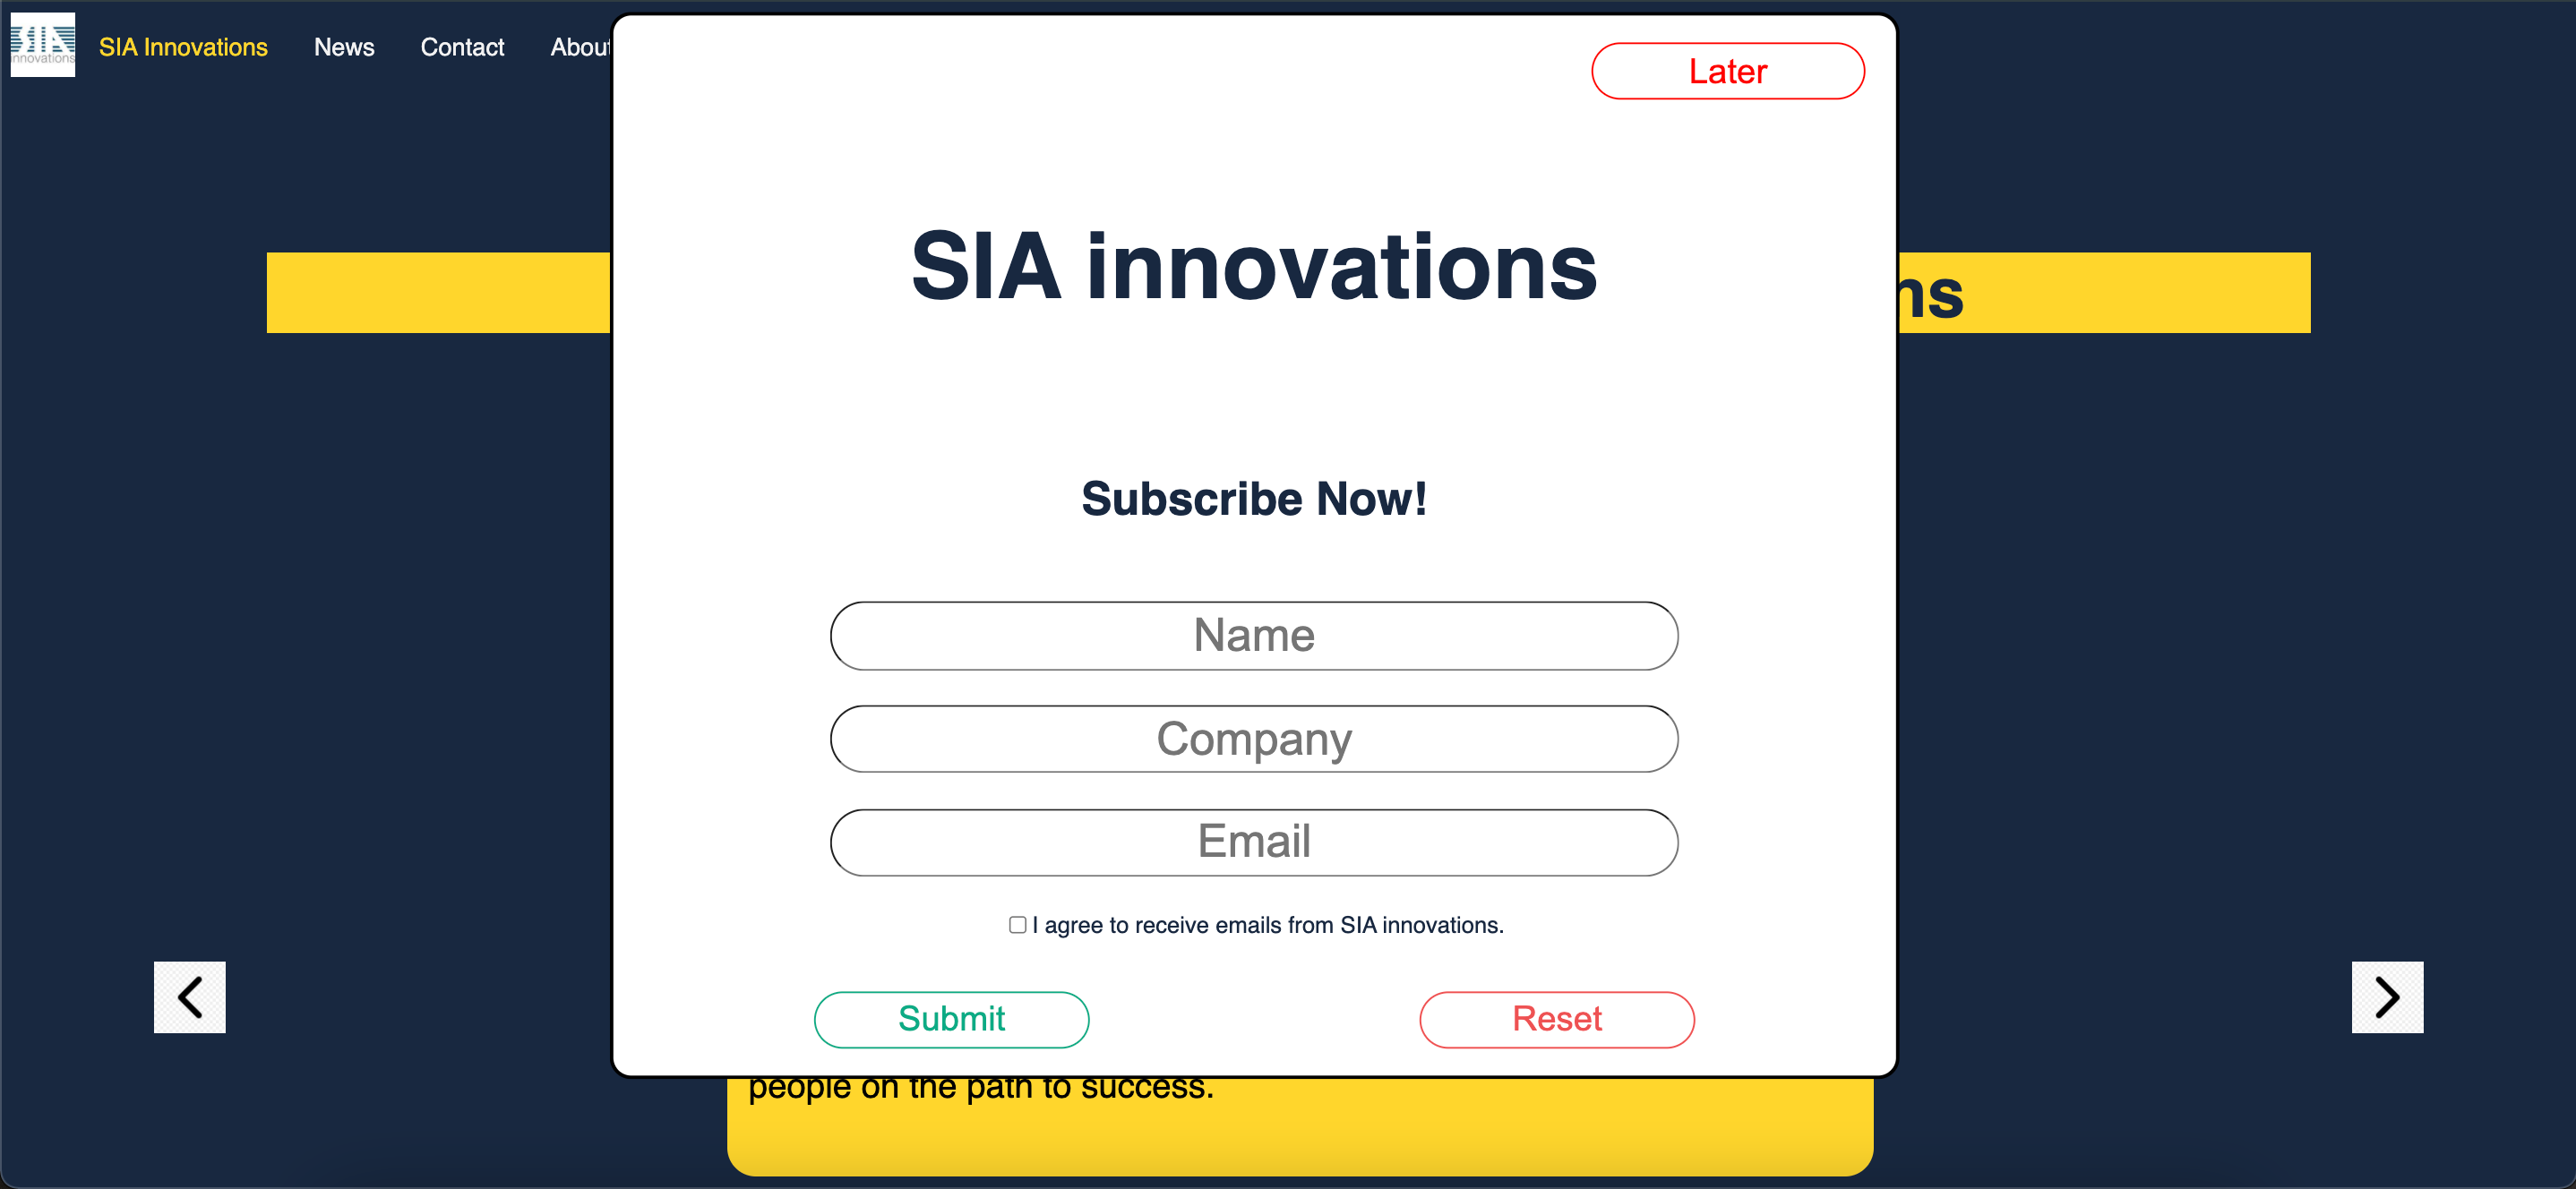 SIA
innovations
SIA Innovations News Contact About
Later
SIA innovations
ns
Subscribe Now!
Name
Company
Email
I agree to receive emails from SIA innovations.
Submit Reset
people on the path to success.